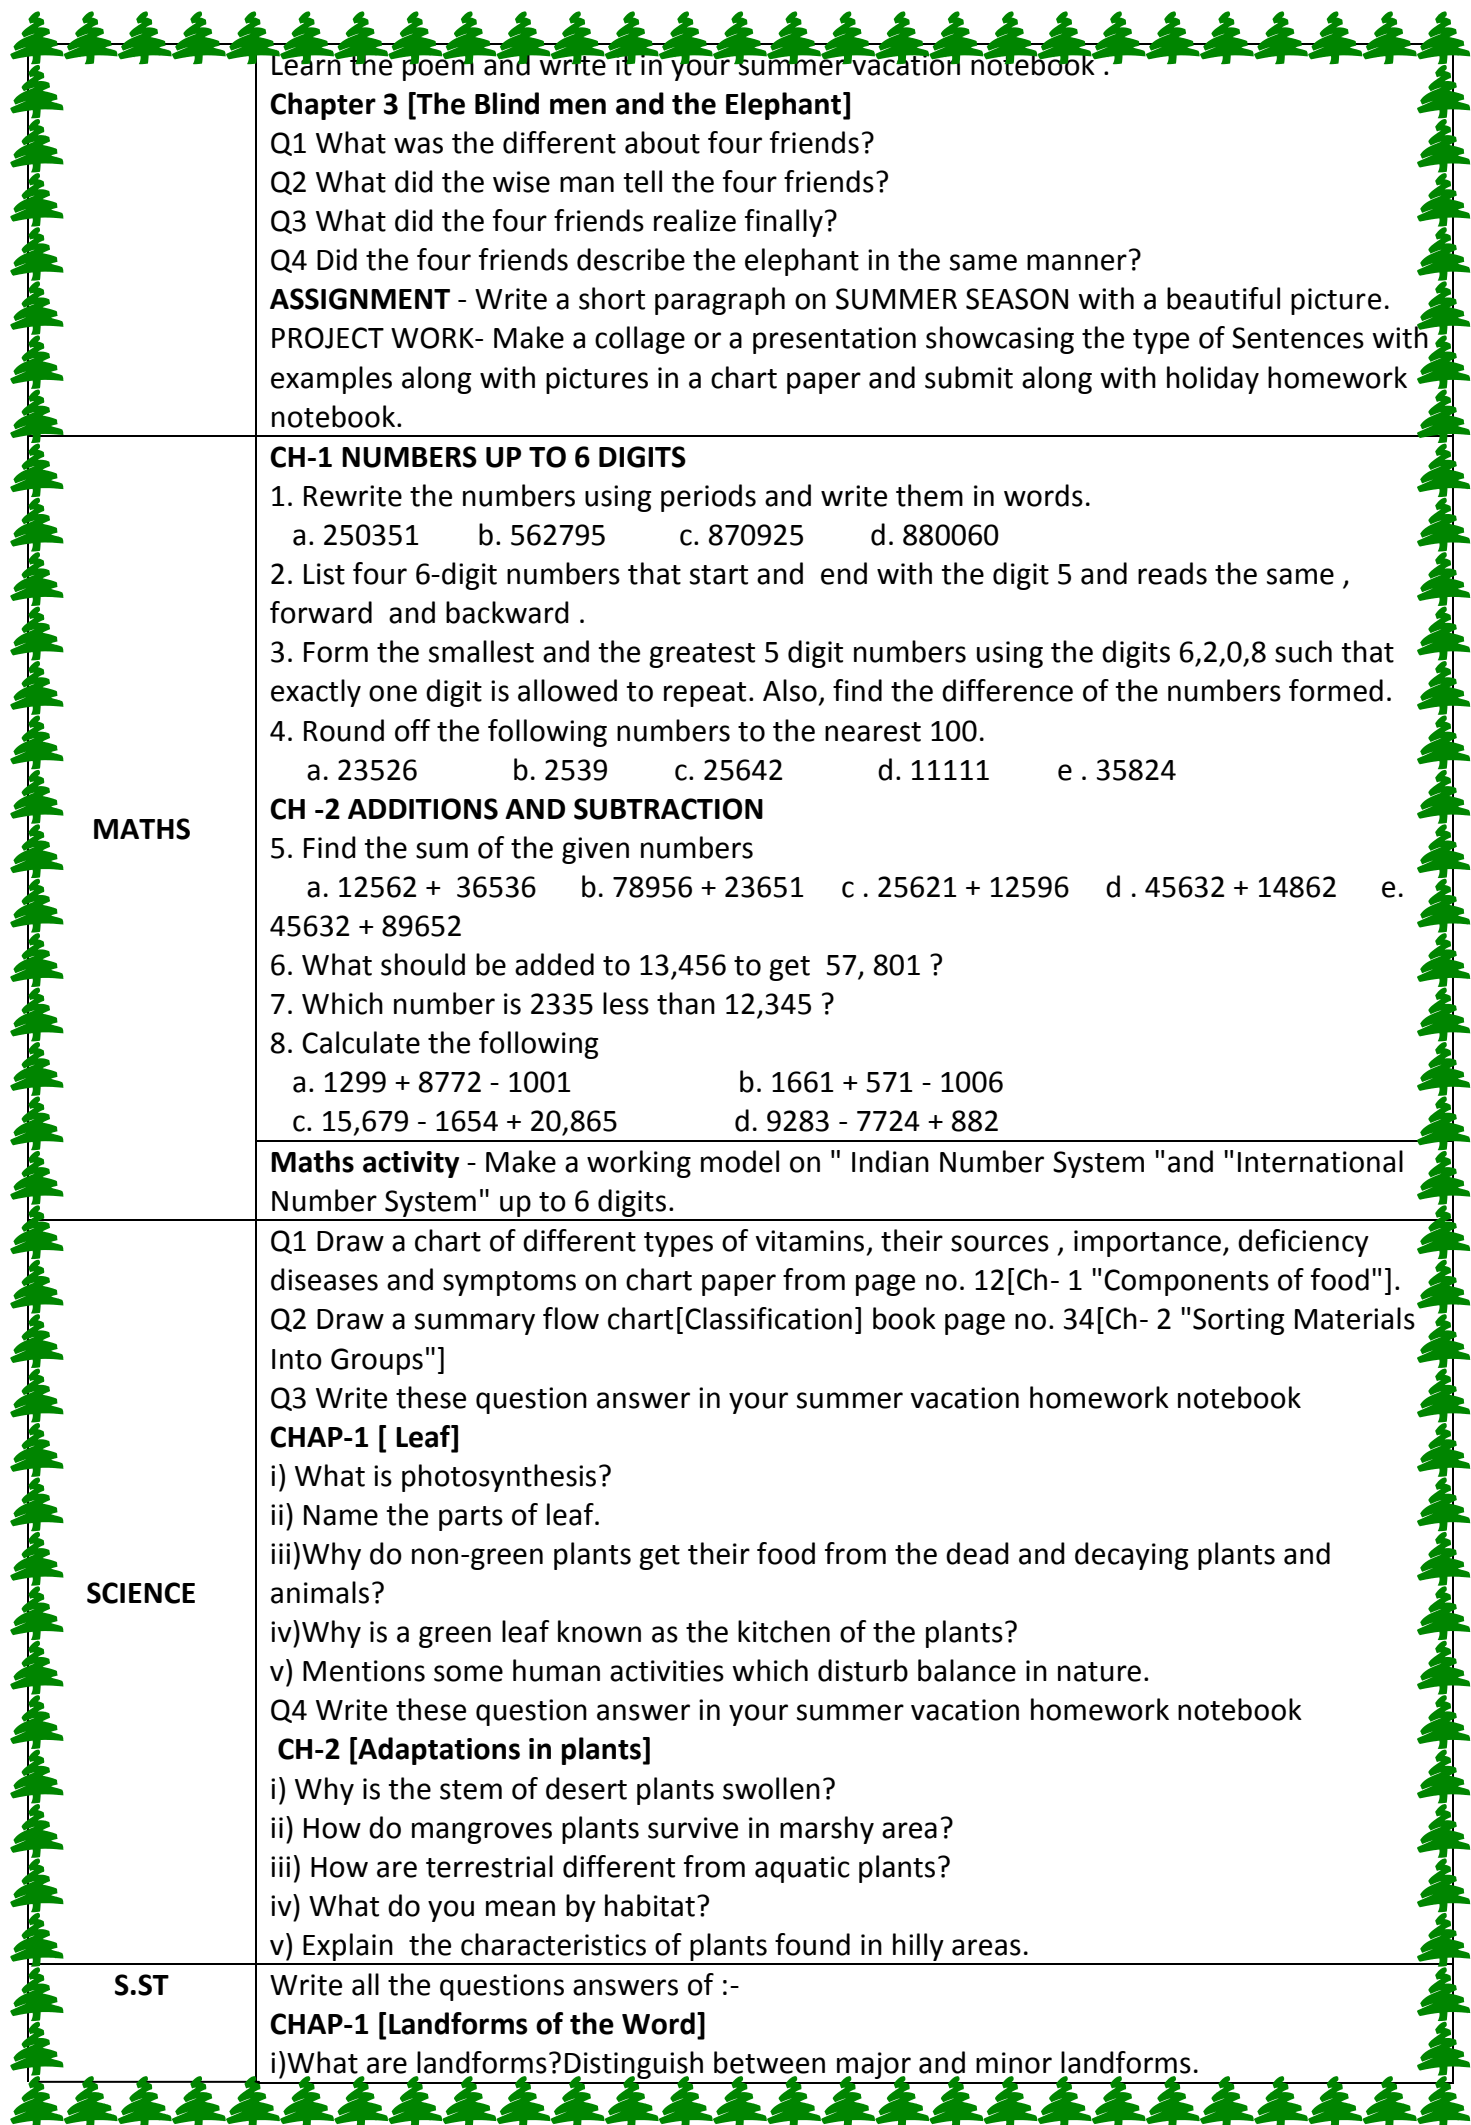 Learn the poem and write it in your summer vacation notebook .
Chapter 3 [The Blind men and the Elephant]
Q1 What was the different about four friends?
Q2 What did the wise man tell the four friends?
Q3 What did the four friends realize finally?
Q4 Did the four friends describe the elephant in the same manner?
ASSIGNMENT - Write a short paragraph on SUMMER SEASON with a beautiful picture.
PROJECT WORK- Make a collage or a presentation showcasing the type of Sentences with
examples along with pictures in a chart paper and submit along with holiday homework
notebook.
MATHS
CH-1 NUMBERS UP TO 6 DIGITS
1. Rewrite the numbers using periods and write them in words.
a. 250351 b. 562795 c. 870925 d. 880060
2. List four 6-digit numbers that start and end with the digit 5 and reads the same ,
forward and backward .
3. Form the smallest and the greatest 5 digit numbers using the digits 6,2,0,8 such that
exactly one digit is allowed to repeat. Also, find the difference of the numbers formed.
4. Round off the following numbers to the nearest 100.
a. 23526 b. 2539 c. 25642 d. 11111 e . 35824
CH -2 ADDITIONS AND SUBTRACTION
5. Find the sum of the given numbers
a. 12562 + 36536 b. 78956 + 23651 c . 25621 + 12596 d . 45632 + 14862 e.
45632 + 89652
6. What should be added to 13,456 to get 57, 801 ?
7. Which number is 2335 less than 12,345 ?
8. Calculate the following
a. 1299 + 8772 - 1001 b. 1661 + 571 - 1006
c. 15,679 - 1654 + 20,865 d. 9283 - 7724 + 882
Maths activity - Make a working model on " Indian Number System "and "International
Number System" up to 6 digits.
SCIENCE
Q1 Draw a chart of different types of vitamins, their sources , importance, deficiency
diseases and symptoms on chart paper from page no. 12[Ch- 1 "Components of food"].
Q2 Draw a summary flow chart[Classification] book page no. 34[Ch- 2 "Sorting Materials
Into Groups"]
Q3 Write these question answer in your summer vacation homework notebook
CHAP-1 [ Leaf]
i) What is photosynthesis?
ii) Name the parts of leaf.
iii)Why do non-green plants get their food from the dead and decaying plants and
animals?
iv)Why is a green leaf known as the kitchen of the plants?
v) Mentions some human activities which disturb balance in nature.
Q4 Write these question answer in your summer vacation homework notebook
CH-2 [Adaptations in plants]
i) Why is the stem of desert plants swollen?
ii) How do mangroves plants survive in marshy area?
iii) How are terrestrial different from aquatic plants?
iv) What do you mean by habitat?
v) Explain the characteristics of plants found in hilly areas.
S.ST
Write all the questions answers of :-
CHAP-1 [Landforms of the Word]
i)What are landforms?Distinguish between major and minor landforms.